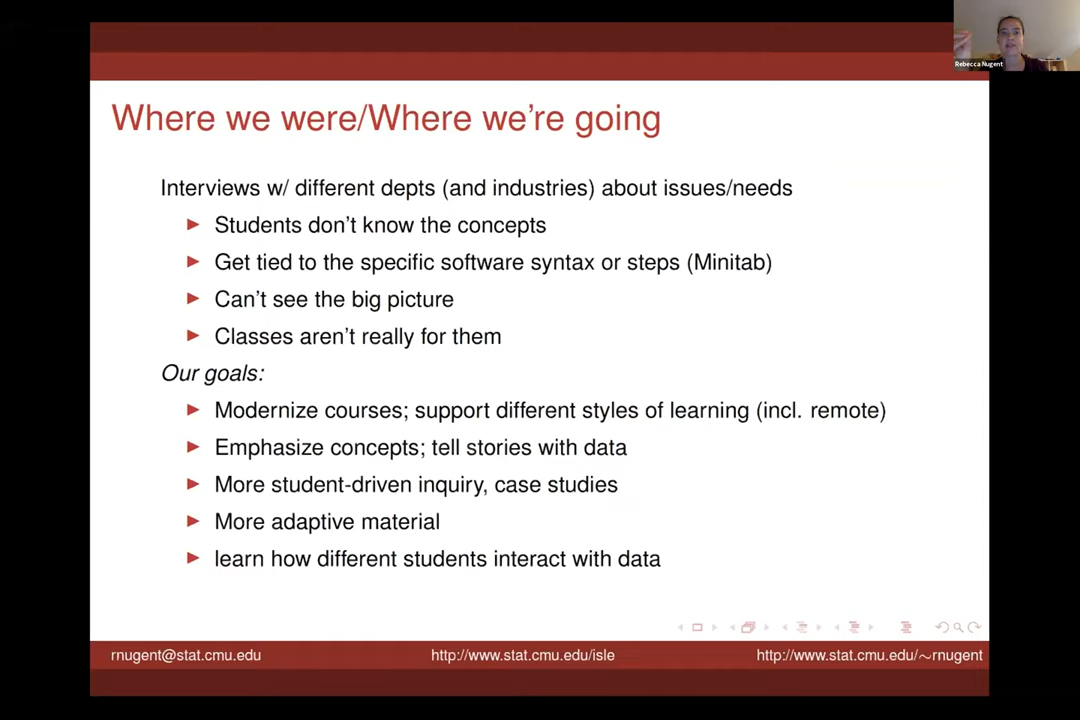 Rebecca Nugent
Where we were/Where we're going
Interviews w/ different depts (and industries) about issues/needs
Students don't know the concepts
Get tied to the specific software syntax or steps (Minitab)
Can't see the big picture
Classes aren't really for them
Our goals:
Modernize courses; support different styles of learning (incl. remote)
Emphasize concepts; tell stories with data
More student-driven inquiry, case studies
More adaptive material
learn how different students interact with data
rnugent@stat.cmu.edu http://www.stat.cmu.edu/isle http://www.stat.cmu.edu/~rnugent